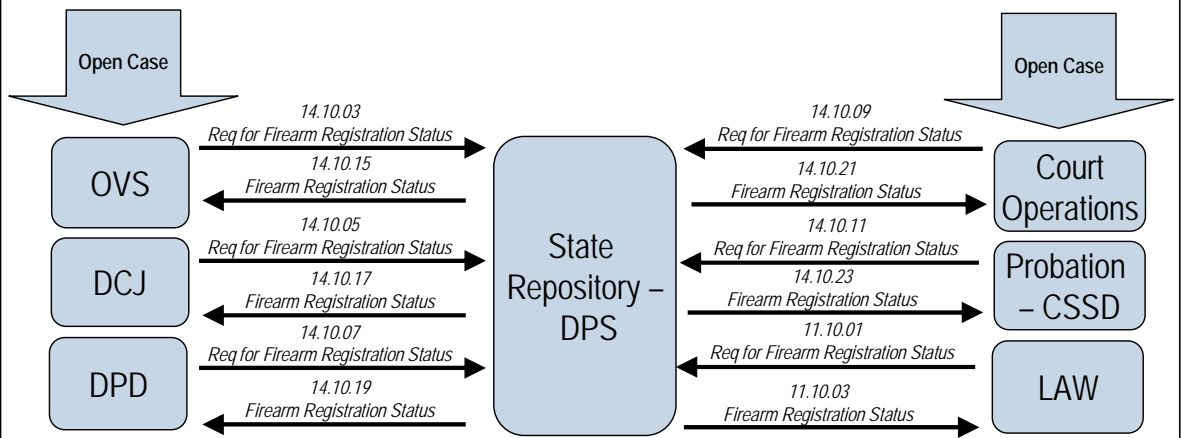 Open Case
14.10.03
Req for Firearm Registration Status
14.10.15
Firearm Registration Status
14.10.05
Req for Firearm Registration Status
14.10.17
Firearm Registration Status
14.10.07
Req for Firearm Registration Status
14.10.19
Firearm Registration Status
OVS
DCJ
DPD
State
Repository –
DPS
Open Case
14.10.09
Req for Firearm Registration Status
14.10.21
Firearm Registration Status
14.10.11
Req for Firearm Registration Status
14.10.23
Firearm Registration Status
11.10.01
Req for Firearm Registration Status
11.10.03
Firearm Registration Status
Court
Operations
Probation
– CSSD
LAW